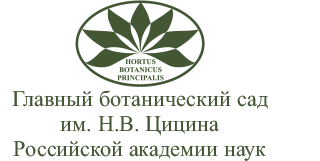 HORTUS
BOTANICUS
PRINCIPALIS
Главный ботанический сад
им. Н.В. Цицина
Российской академии наук